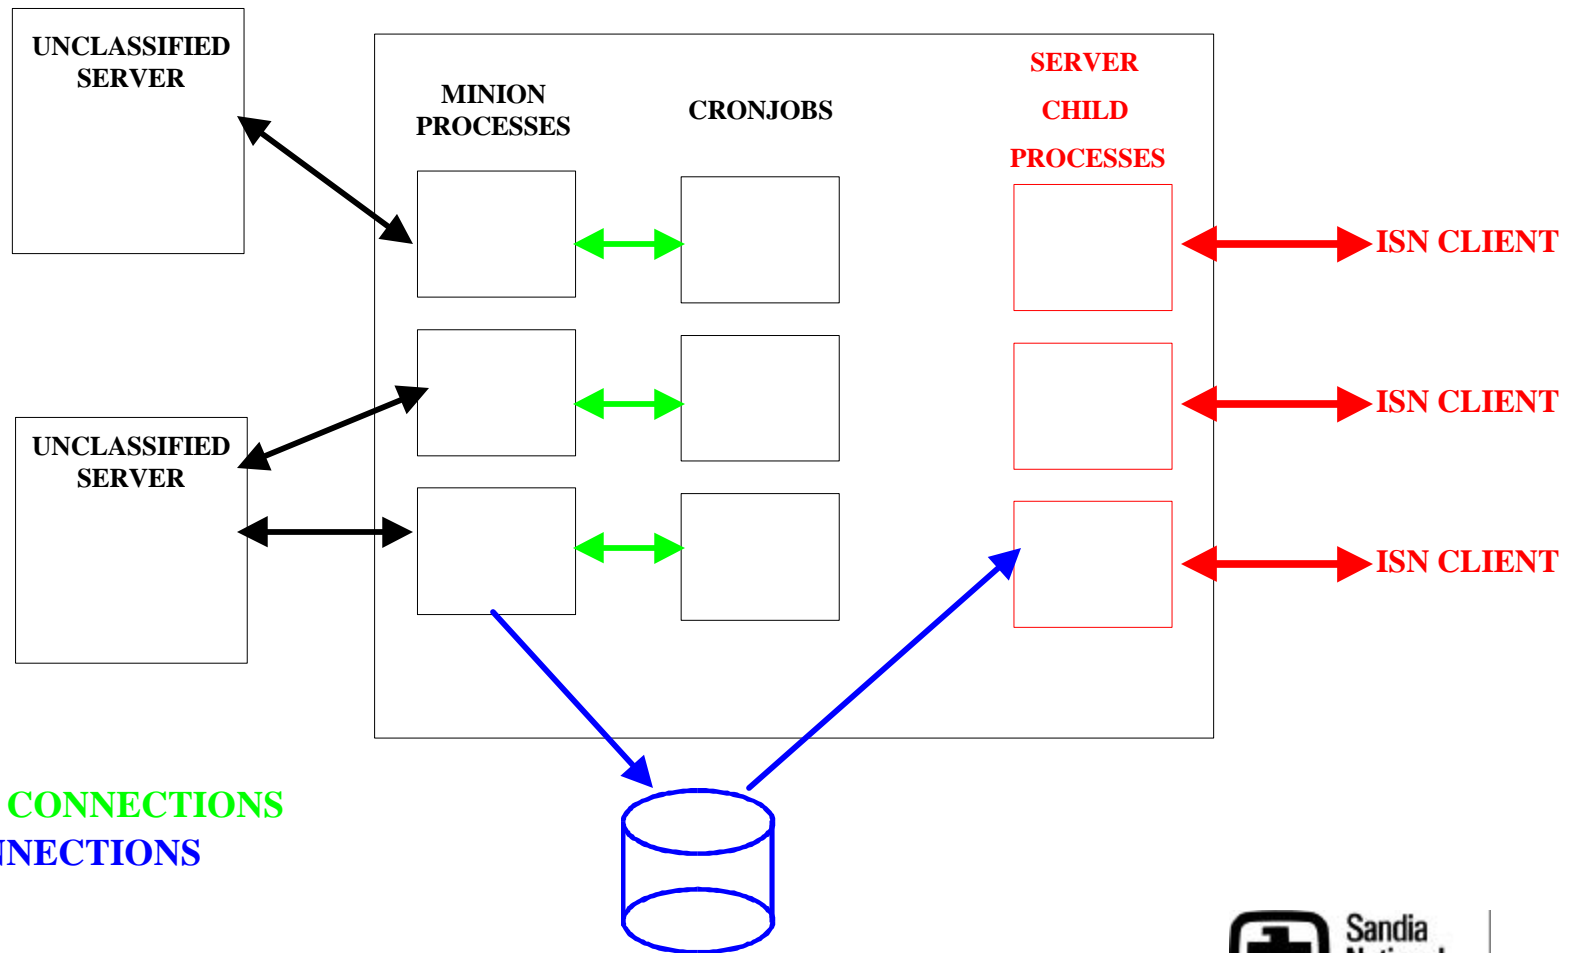 UNCLASSIFIED
SERVER
MINION
PROCESSES
CRONJOBS
SERVER
CHILD
PROCESSES
ISN CLIENT
UNCLASSIFIED
SERVER
ISN CLIENT
ISN CLIENT
CONNECTIONS
Sandia